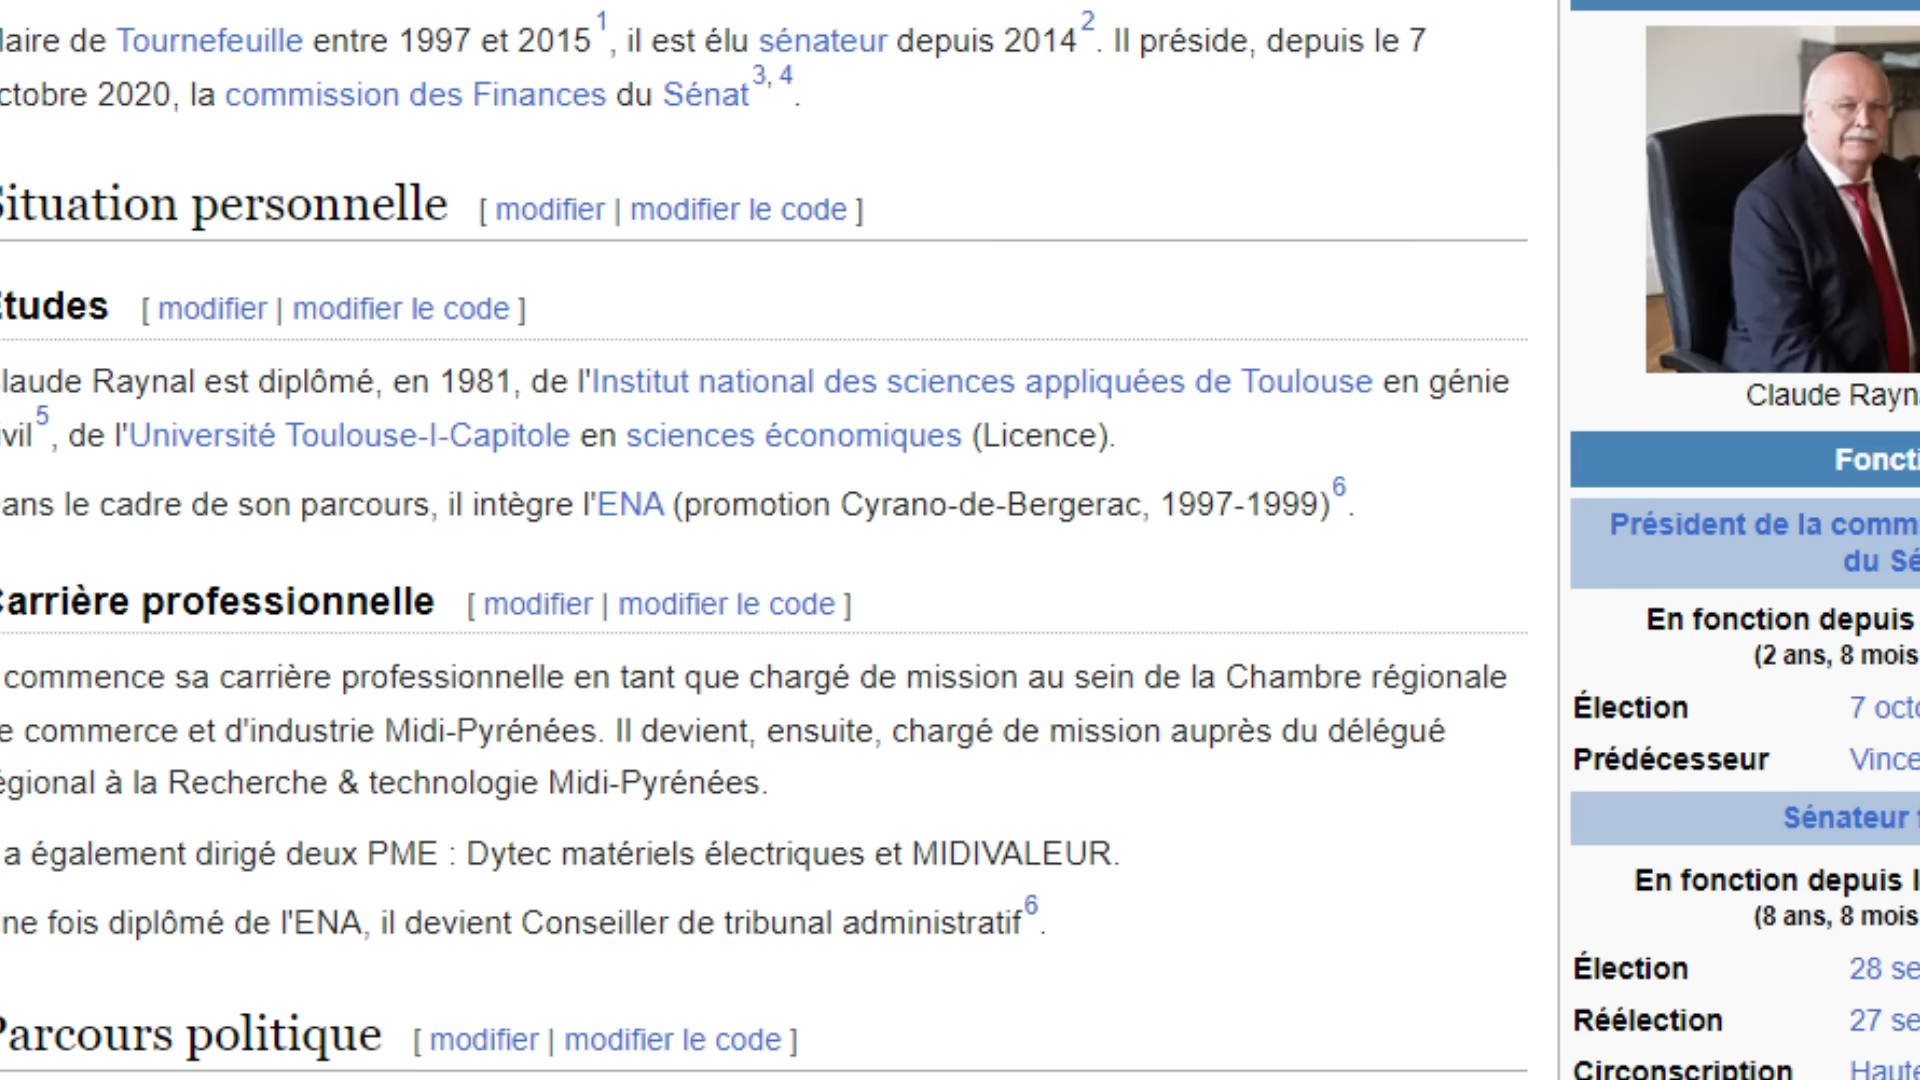 laire de Tournefeuille entre 1997 et 2015 1, il est élu sénateur depuis 2014 2. Il préside, depuis le 7
ctobre 2020, la commission des Finances du Sénat 3, 4.
Situation personnelle [ modifier | modifier le code ]
Études [ modifier | modifier le code ]
laude Raynal est diplômé, en 1981, de l'Institut national des sciences appliquées de Toulouse en génie
ivil 5, de l'Université Toulouse-I-Capitole en sciences économiques (Licence).
ans le cadre de son parcours, il intègre l'ENA (promotion Cyrano-de-Bergerac, 1997-1999) 6.
Carrière professionnelle [ modifier | modifier le code ]
commence sa carrière professionnelle en tant que chargé de mission au sein de la Chambre régionale
e commerce et d'industrie Midi-Pyrénées. Il devient, ensuite, chargé de mission auprès du délégué
égional à la Recherche & technologie Midi-Pyrénées.
a également dirigé deux PME : Dytec matériels électriques et MIDIVALEUR.
ne fois diplômé de l'ENA, il devient Conseiller de tribunal administratif 6.
Parcours politique [ modifier | modifier le code ]
Claude Rayn
Foncti
Président de la comm
du Sé
En fonction depuis
(2 ans, 8 mois
Élection 7 octo
Prédécesseur Vince
Sénateur f
En fonction depuis l
(8 ans, 8 mois
Élection 28 se
Réélection 27 se
Circonscription Haute